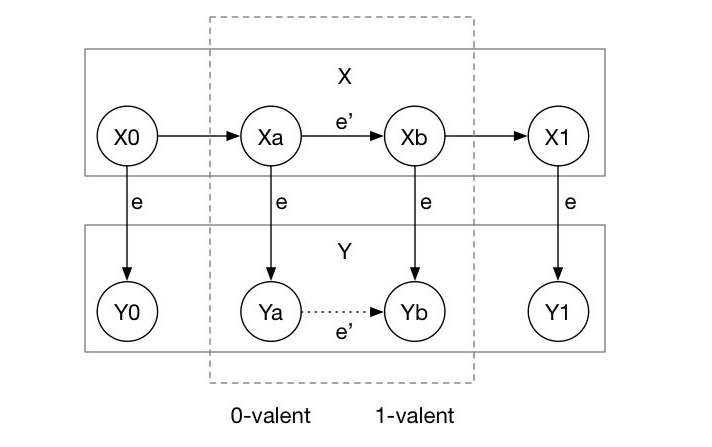 X
X0
Xa
e’
Xb
X1
e
e
e
e
Y
Y0
Ya
e’
Yb
Y1
0-valent
1-valent